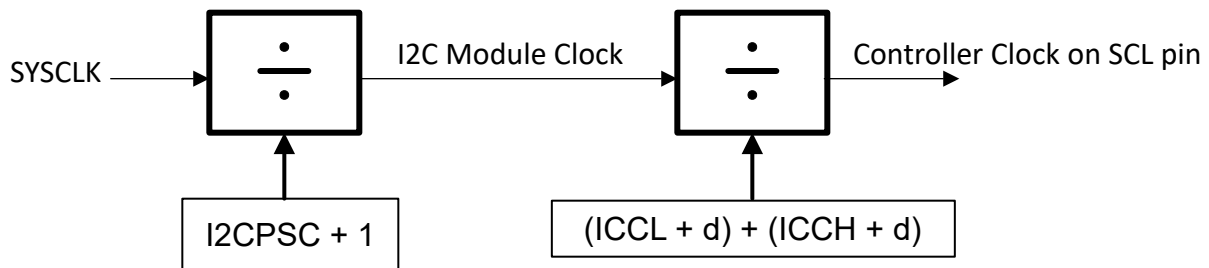 SYSCLK
I2C Module Clock
Controller Clock on SCL pin
I2CPSC + 1
(ICCL + d) + (ICCH + d)